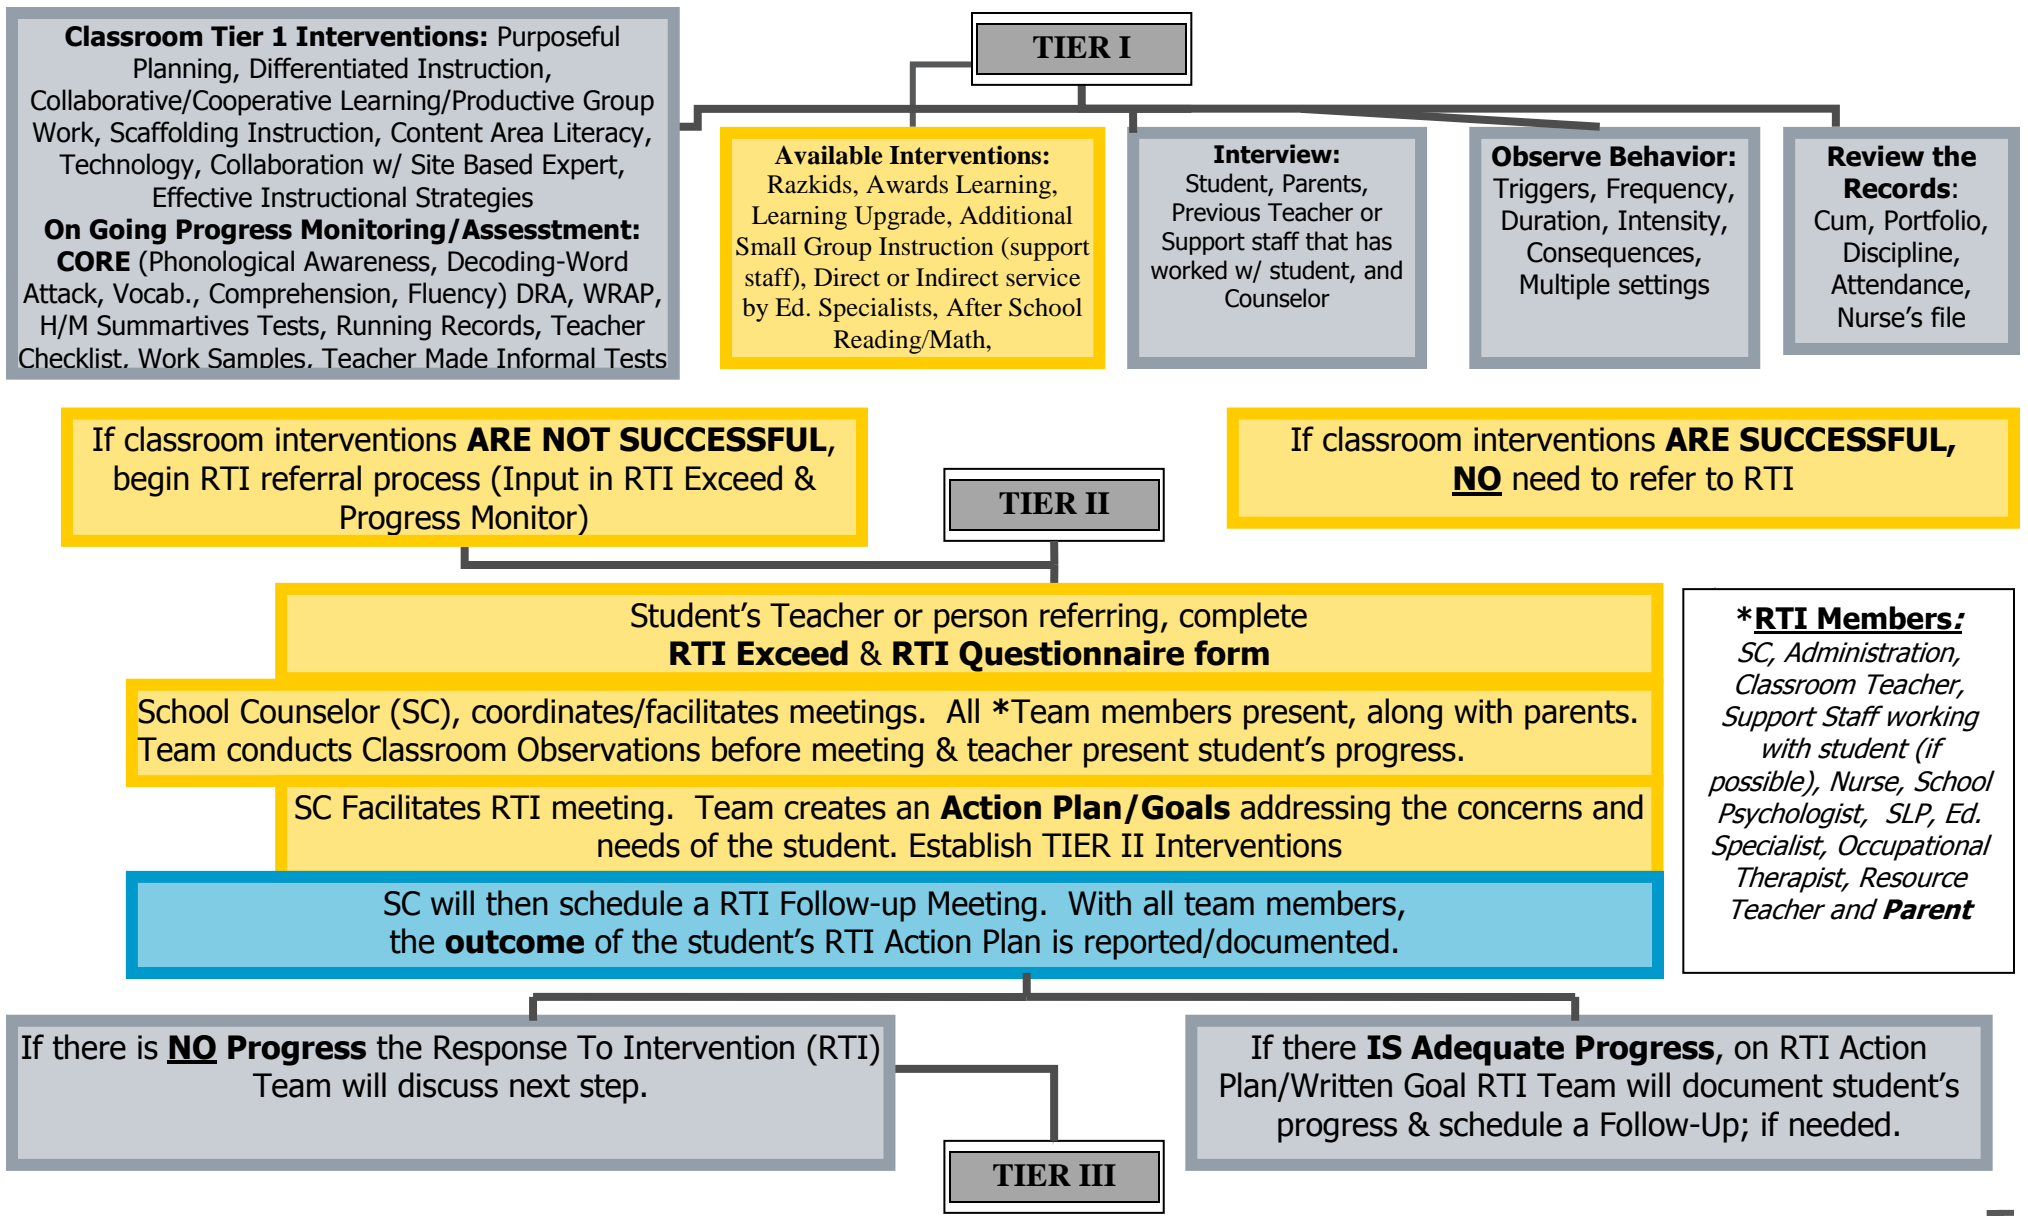 TIER I
Classroom Tier 1 Interventions: Purposeful
Planning, Differentiated Instruction,
Collaborative/Cooperative Learning/Productive Group
Work, Scaffolding Instruction, Content Area Literacy,
Technology, Collaboration w/ Site Based Expert,
Effective Instructional Strategies
On Going Progress Monitoring/Assesstment:
CORE (Phonological Awareness, Decoding-Word
Attack, Vocab., Comprehension, Fluency) DRA, WRAP,
H/M Summartives Tests, Running Records, Teacher
Checklist, Work Samples, Teacher Made Informal Tests
Available Interventions:
Razkids, Awards Learning,
Learning Upgrade, Additional
Small Group Instruction (support
staff), Direct or Indirect service
by Ed. Specialists, After School
Reading/Math,
Interview:
Student, Parents,
Previous Teacher or
Support staff that has
worked w/ student, and
Counselor
Observe Behavior:
Triggers, Frequency,
Duration, Intensity,
Consequences,
Multiple settings
Review the
Records:
Cum, Portfolio,
Discipline,
Attendance,
Nurse’s file
If classroom interventions ARE NOT SUCCESSFUL,
begin RTI referral process (Input in RTI Exceed &
Progress Monitor)
If classroom interventions ARE SUCCESSFUL,
NO need to refer to RTI
TIER II
Student’s Teacher or person referring, complete
RTI Exceed & RTI Questionnaire form
School Counselor (SC), coordinates/facilitates meetings.  All *Team members present, along with parents.
Team conducts Classroom Observations before meeting & teacher present student’s progress.
SC Facilitates RTI meeting.  Team creates an Action Plan/Goals addressing the concerns and
needs of the student. Establish TIER II Interventions
SC will then schedule a RTI Follow-up Meeting.  With all team members,
the outcome of the student’s RTI Action Plan is reported/documented.
*RTI Members:
SC, Administration,
Classroom Teacher,
Support Staff working
with student (if
possible), Nurse, School
Psychologist,  SLP, Ed.
Specialist, Occupational
Therapist, Resource
Teacher and Parent
If there is NO Progress the Response To Intervention (RTI)
Team will discuss next step.
If there IS Adequate Progress, on RTI Action
Plan/Written Goal RTI Team will document student’s
progress & schedule a Follow-Up; if needed.
TIER III